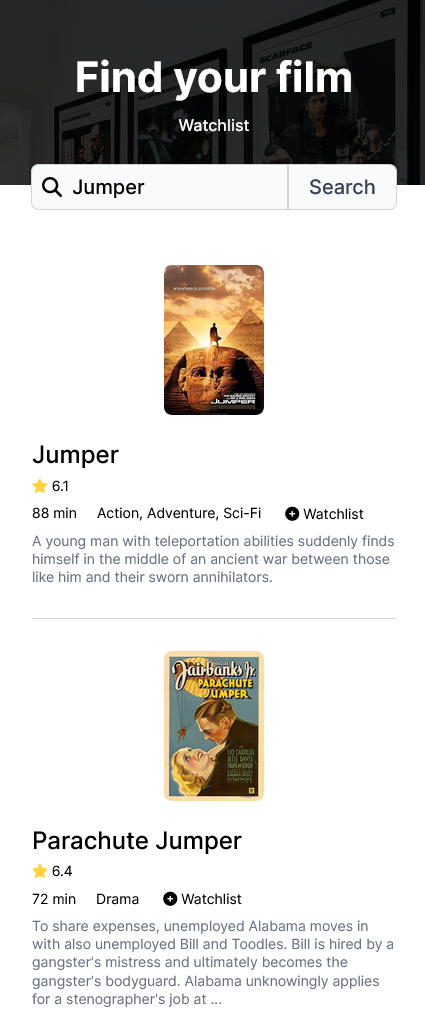 SCARFACE
Find your film
Watchlist
Jumper
Search
anywhere is possible.
JUMPER
Jumper
6.1
88 min Action, Adventure, Sci-Fi Watchlist
A young man with teleportation abilities suddenly finds
himself in the middle of an ancient war between those
like him and their sworn annihilators.
Fairbanks Jr.
PARACHUTE
JUMPER
LEO CARRILLO
BETTE DAVIS
FRANK McHUGH
Parachute Jumper
6.4
72 min Drama Watchlist
To share expenses, unemployed Alabama moves in
with also unemployed Bill and Toodles. Bill is hired by a
gangster's mistress and ultimately becomes the
gangster's bodyguard. Alabama unknowingly applies
for a stenographer's job at ...